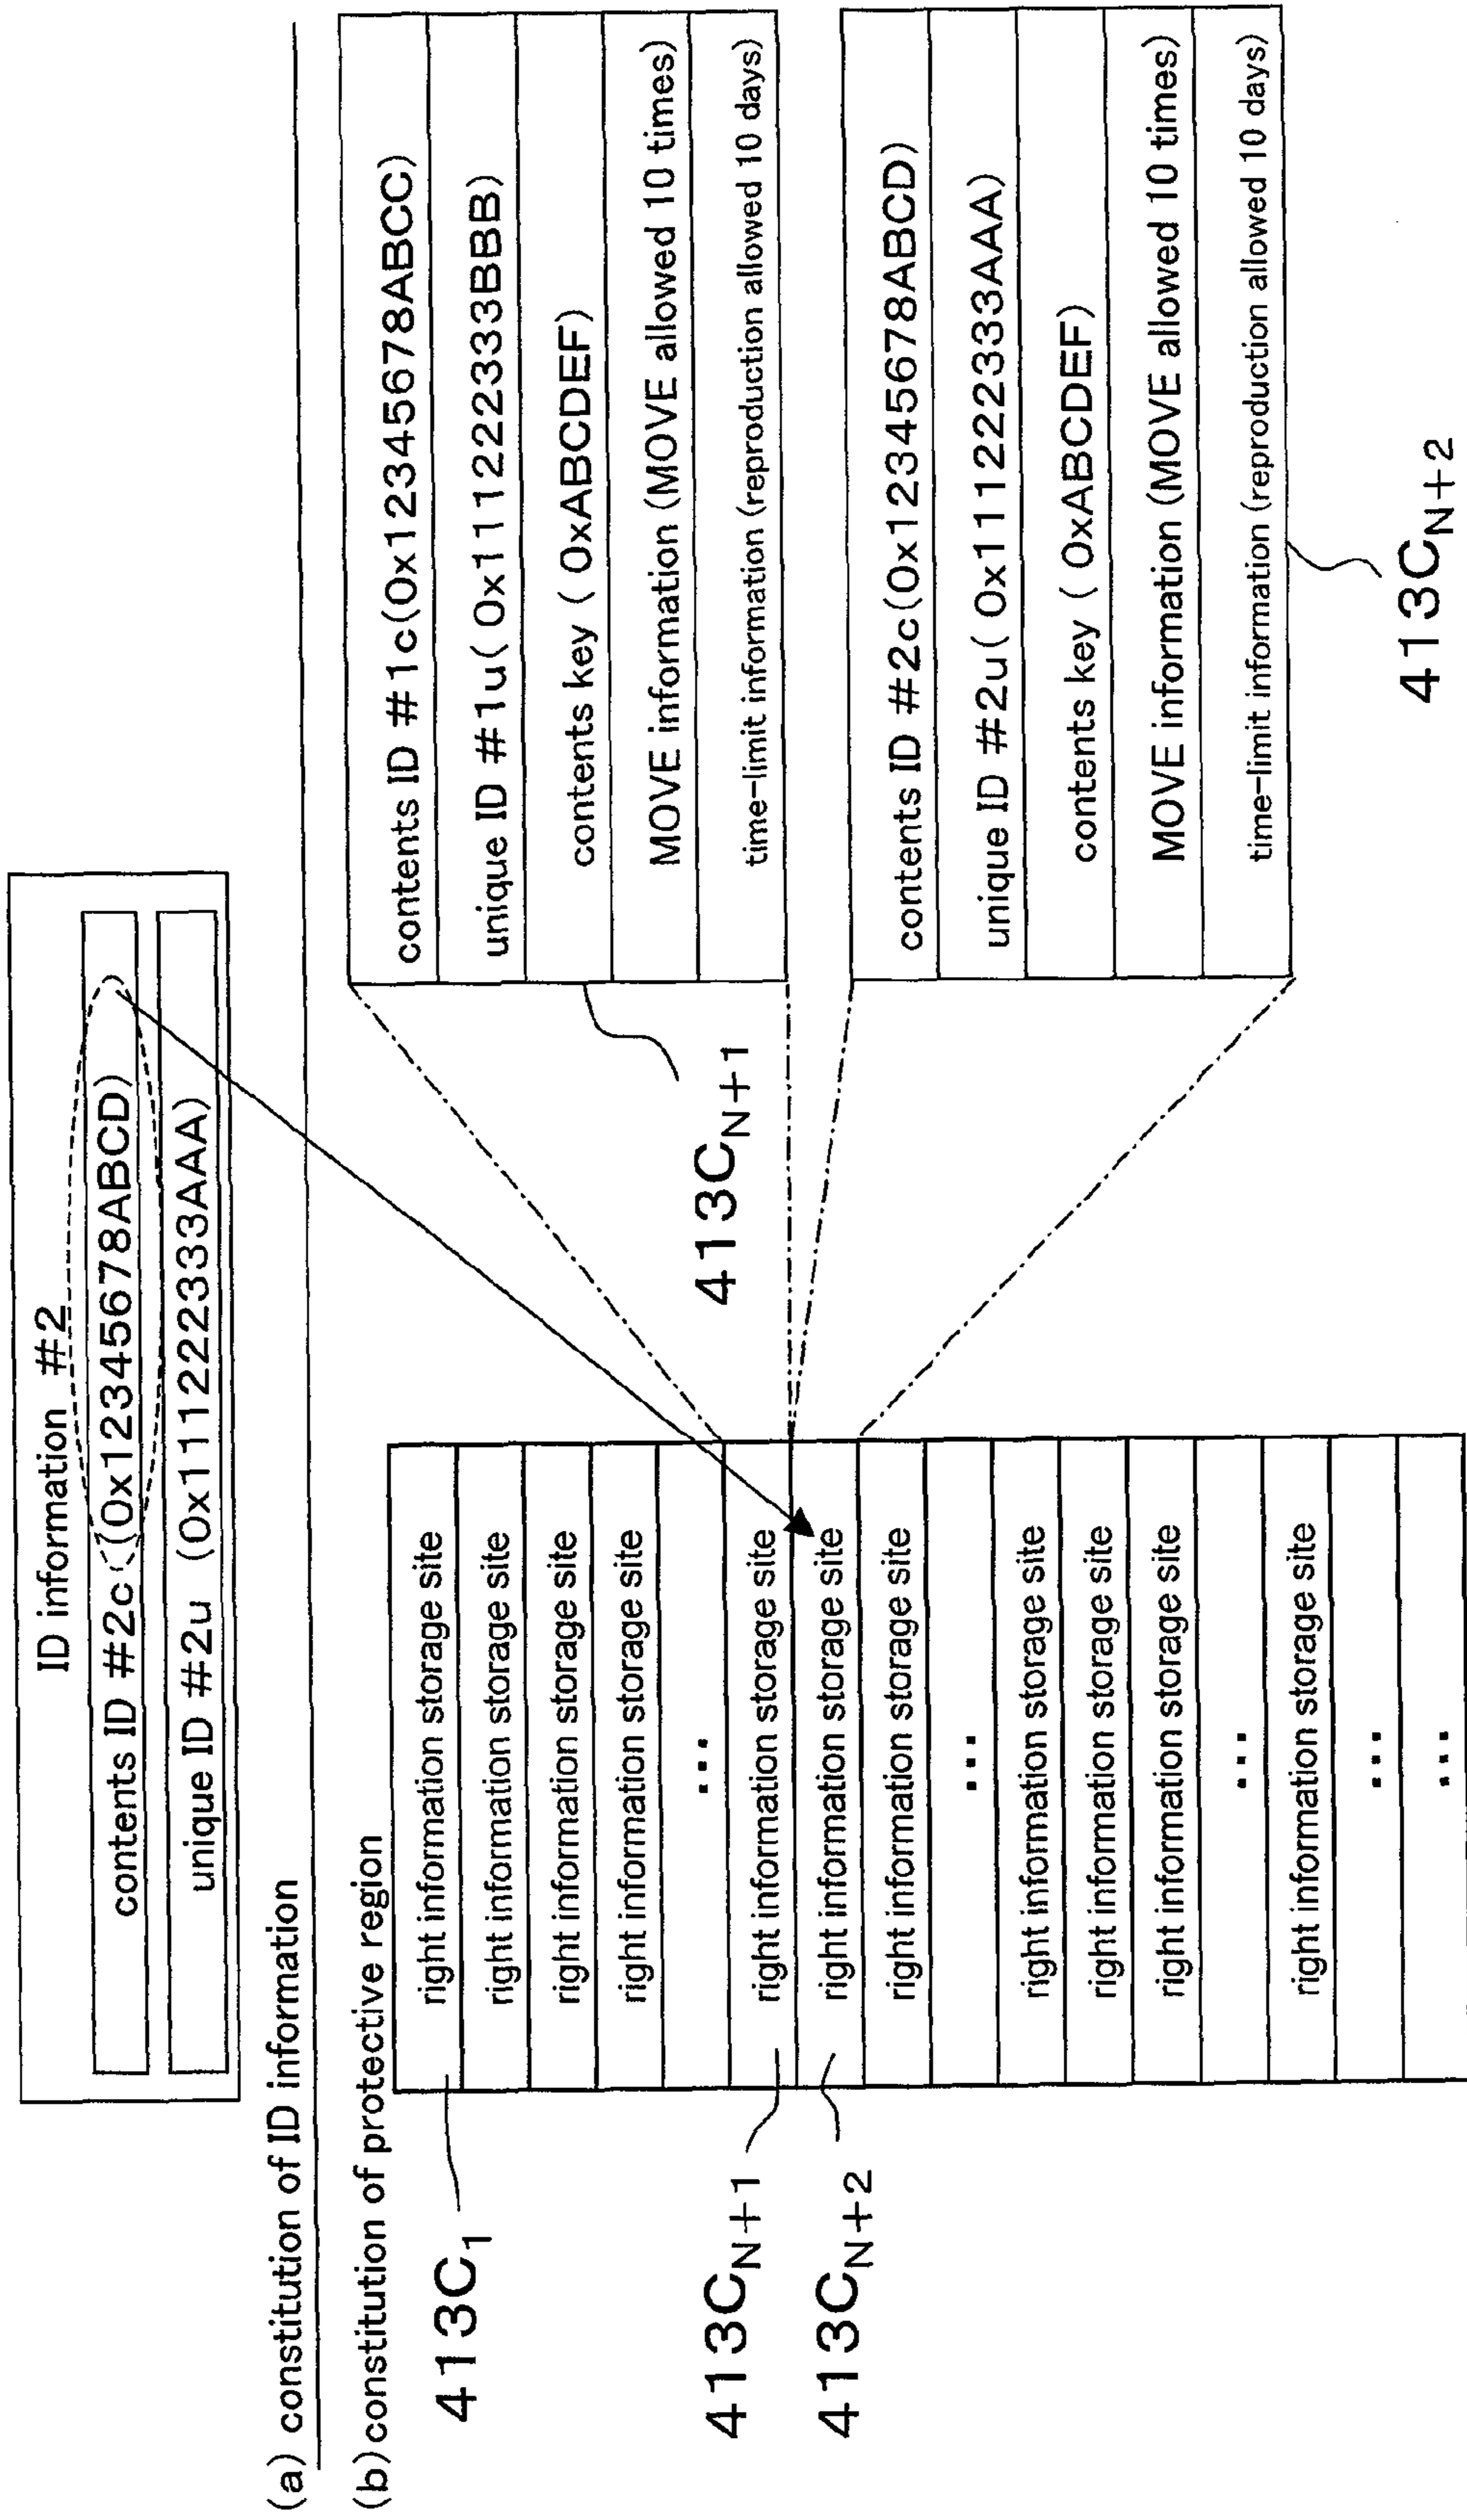 ID information #2
contents ID #2c (0x12345678ABCD)
unique ID #2u (0x111222333AAA)
(a) constitution of ID information
(b) constitution of protective region
413C1
right information storage site
right information storage site
right information storage site
right information storage site
...
413CN+1
right information storage site
413CN+2
right information storage site
right information storage site
...
right information storage site
right information storage site
right information storage site
...
right information storage site
...
...
contents ID #1c(0x12345678ABCC)
unique ID #1u( 0x111222333BBB)
contents key ( 0xABCDEF)
MOVE information (MOVE allowed 10 times)
time-limit information (reproduction allowed 10 days)
413CN+1
contents ID #2c(0x12345678ABCD)
unique ID #2u( 0x111222333AAA)
contents key ( 0xABCDEF)
MOVE information (MOVE allowed 10 times)
time-limit information (reproduction allowed 10 days)
413CN+2